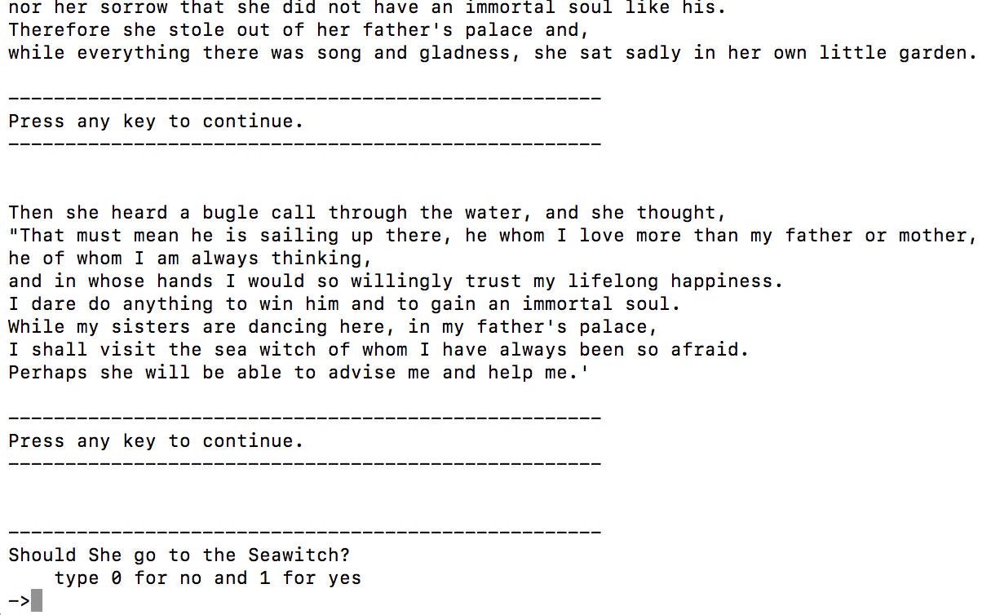 nor her sorrow that she did not have an immortal soul like his.
Therefore she stole out of her father's palace and,
while everything there was song and gladness, she sat sadly in her own little garden.
----------------------------------------------------
Press any key to continue.
----------------------------------------------------
Then she heard a bugle call through the water, and she thought,
"That must mean he is sailing up there, he whom I love more than my father or mother,
he of whom I am always thinking,
and in whose hands I would so willingly trust my lifelong happiness.
I dare do anything to win him and to gain an immortal soul.
While my sisters are dancing here, in my father's palace,
I shall visit the sea witch of whom I have always been so afraid.
Perhaps she will be able to advise me and help me.'
----------------------------------------------------
Press any key to continue.
----------------------------------------------------
----------------------------------------------------
Should She go to the Seawitch?
    type 0 for no and 1 for yes
->